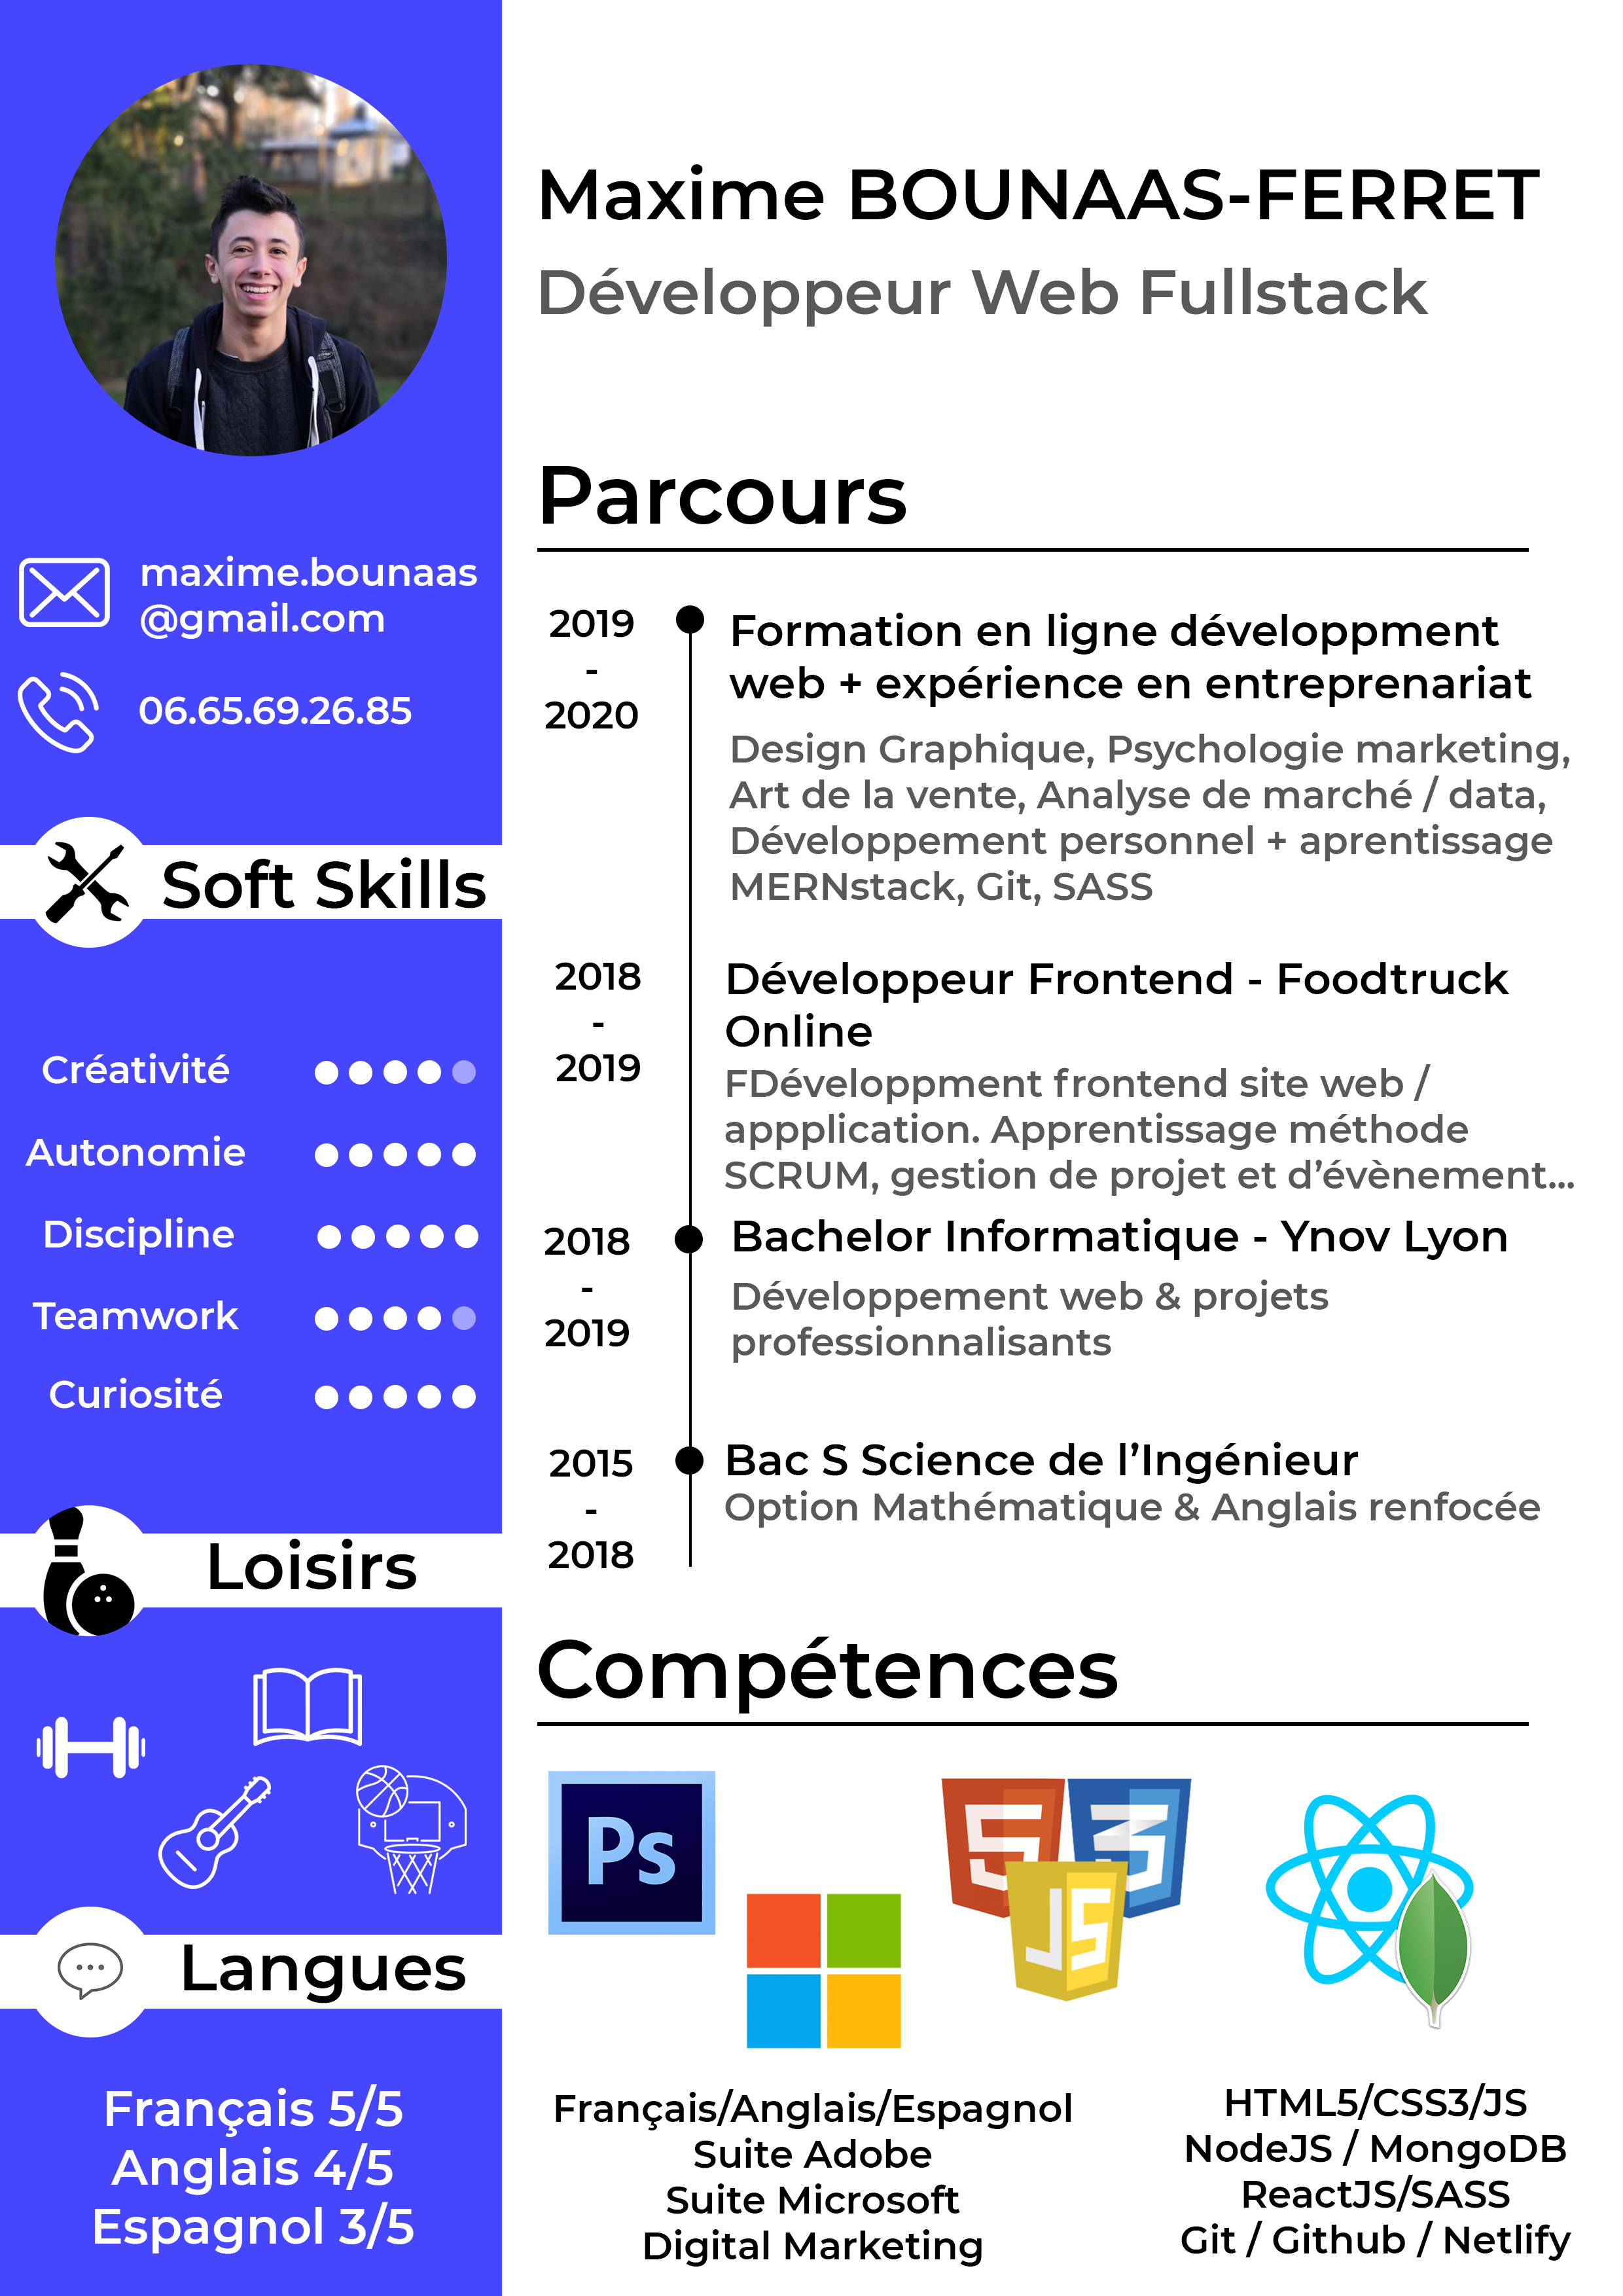 Maxime BOUNAAS-FERRET
Développeur Web Fullstack
maxime.bounaas
@gmail.com
06.65.69.26.85
Soft Skills
Créativité
Autonomie
Discipline
Teamwork
Curiosité
Loisirs
Langues
Français 5/5
Anglais 4/5
Espagnol 3/5
Parcours
2019
-
2020
Formation en ligne développment
web + expérience en entreprenariat
Design Graphique, Psychologie marketing,
Art de la vente, Analyse de marché / data,
Développement personnel + aprentissage
MERNstack, Git, SASS
2018
-
2019
Développeur Frontend - Foodtruck
Online
FDéveloppment frontend site web /
appplication. Apprentissage méthode
SCRUM, gestion de projet et d’évènement...
2018
-
2019
Bachelor Informatique - Ynov Lyon
Développement web & projets
professionnalisants
2015
-
2018
Bac S Science de l’Ingénieur
Option Mathématique & Anglais renfocée
Compétences
Ps
5
3
JS
Français/Anglais/Espagnol
Suite Adobe
Suite Microsoft
Digital Marketing
HTML5/CSS3/JS
NodeJS / MongoDB
ReactJS/SASS
Git / Github / Netlify